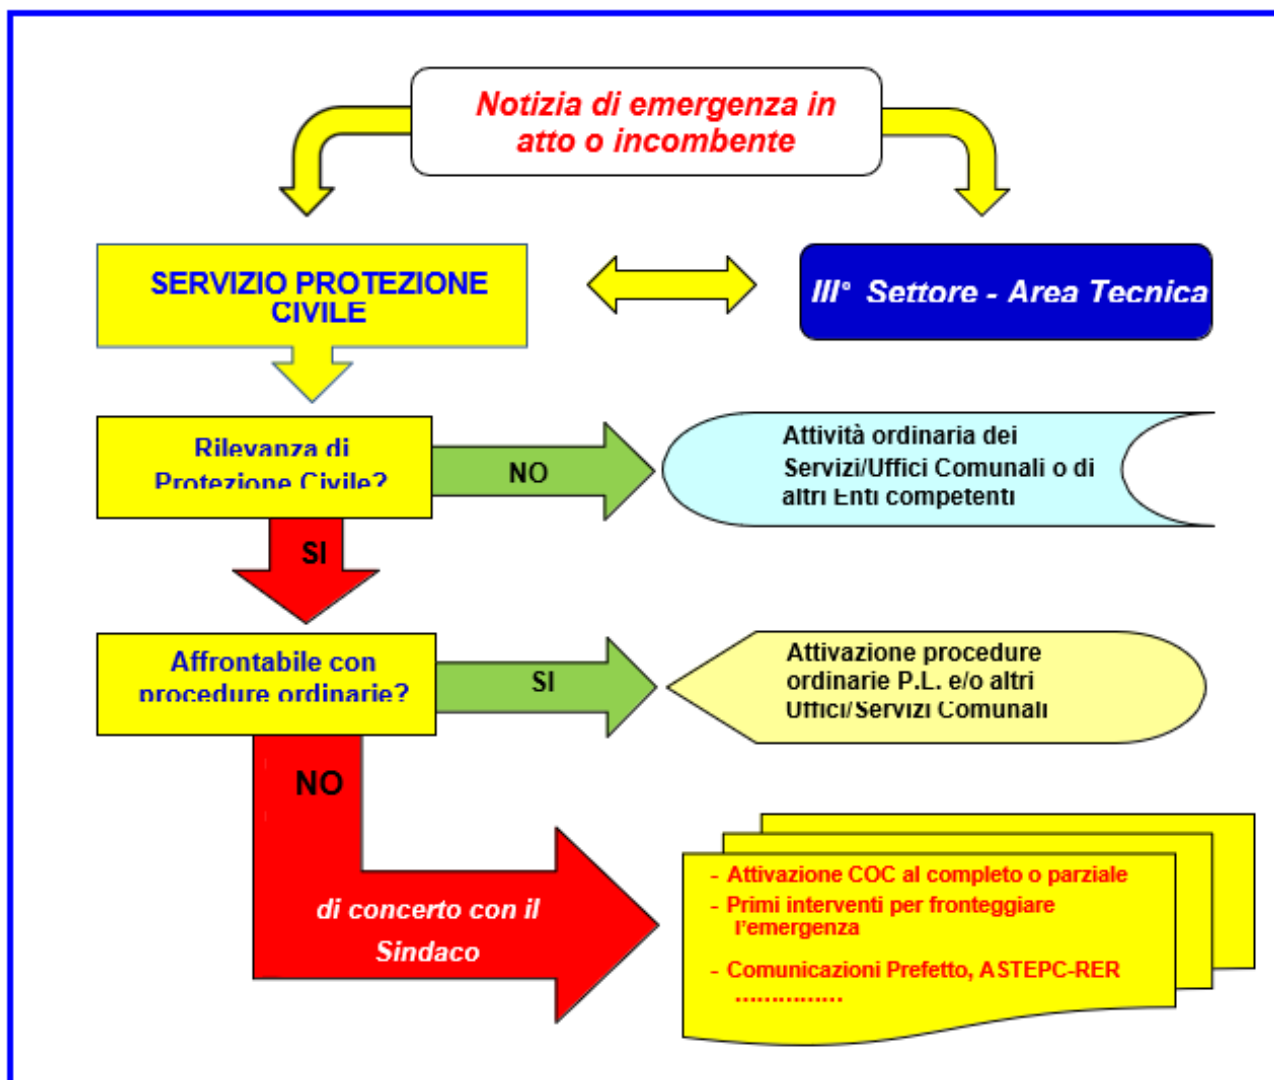 Notizia di emergenza in
atto o incombente
SERVIZIO PROTEZIONE
CIVILE
III° Settore - Area Tecnica
Rilevanza di
Protezione Civile?
NO
Attività ordinaria dei
Servizi/Uffici Comunali o di
altri Enti competenti
SI
Affrontabile con
procedure ordinarie?
SI
Attivazione procedure
ordinarie P.L. e/o altri
Uffici/Servizi Comunali
NO
di concerto con il
Sindaco
- Attivazione COC al completo o parziale
- Primi interventi per fronteggiare
l'emergenza
- Comunicazioni Prefetto, ASTEPC-RER
...............